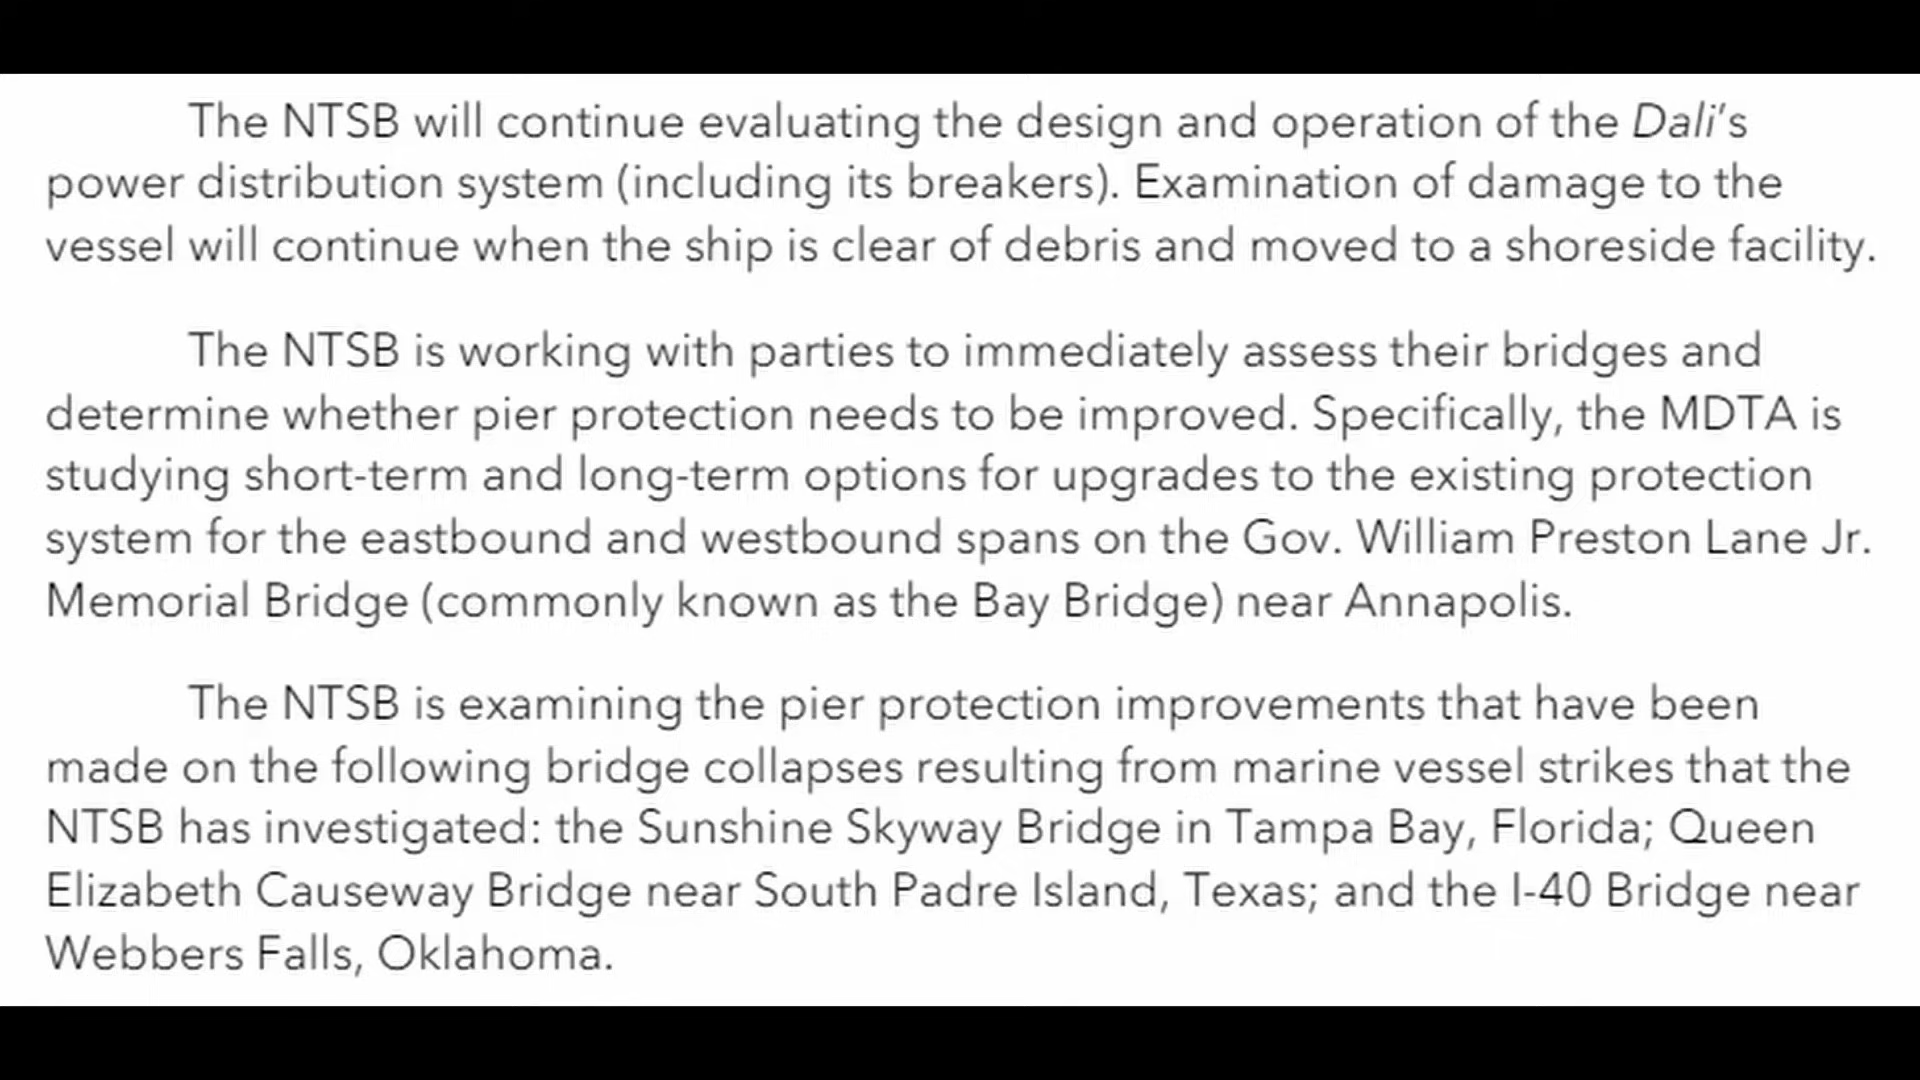 The NTSB will continue evaluating the design and operation of the Dali's
power distribution system (including its breakers). Examination of damage to the
vessel will continue when the ship is clear of debris and moved to a shoreside facility.
The NTSB is working with parties to immediately assess their bridges and
determine whether pier protection needs to be improved. Specifically, the MDTA is
studying short-term and long-term options for upgrades to the existing protection
system for the eastbound and westbound spans on the Gov. William Preston Lane Jr.
Memorial Bridge (commonly known as the Bay Bridge) near Annapolis.
The NTSB is examining the pier protection improvements that have been
made on the following bridge collapses resulting from marine vessel strikes that the
NTSB has investigated: the Sunshine Skyway Bridge in Tampa Bay, Florida; Queen
Elizabeth Causeway Bridge near South Padre Island, Texas; and the I-40 Bridge near
Webbers Falls, Oklahoma.